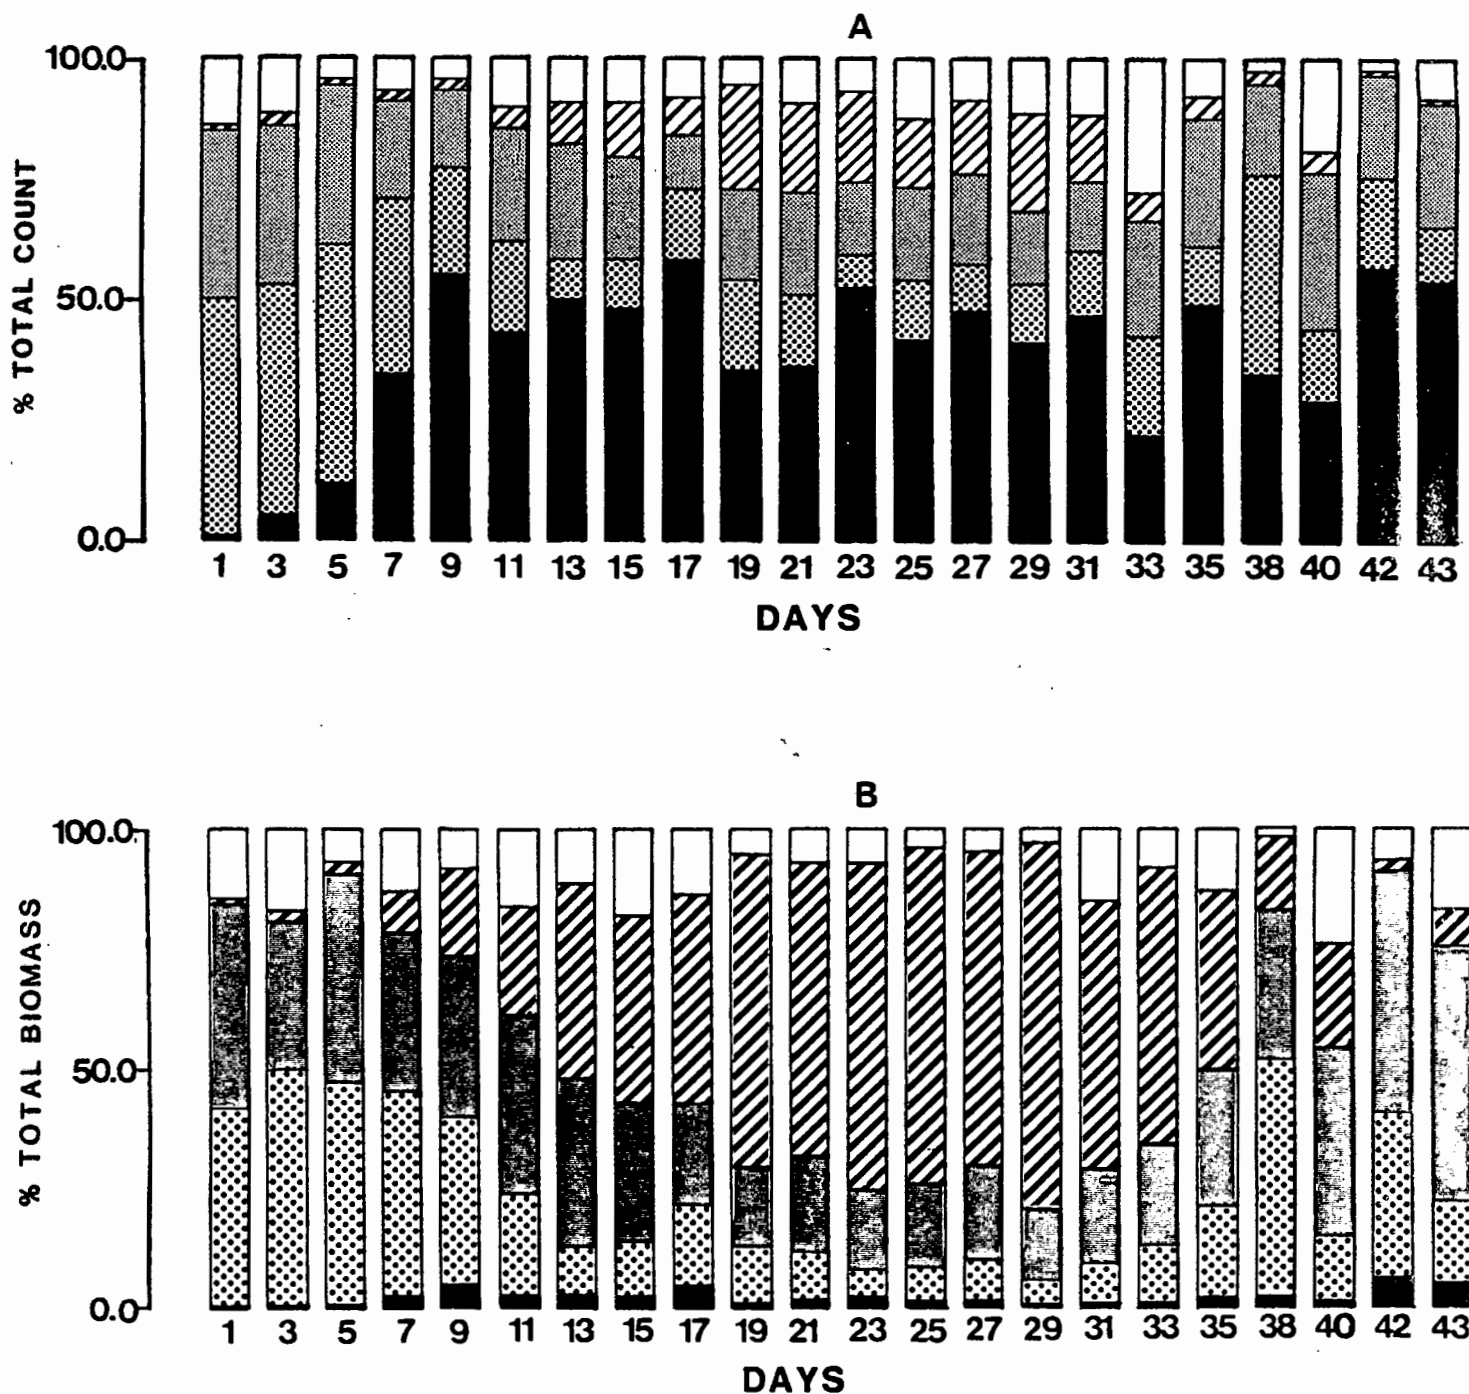 A
100.0
50.0
0.0
% TOTAL COUNT
1 3 5 7 9 11 13 15 17 19 21 23 25 27 29 31 33 35 38 40 42 43
DAYS
B
100.0
50.0
0.0
% TOTAL BIOMASS
1 3 5 7 9 11 13 15 17 19 21 23 25 27 29 31 33 35 38 40 42 43
DAYS